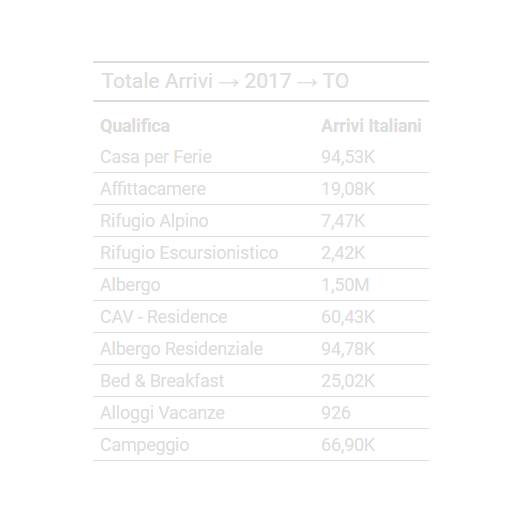 Totale Arrivi → 2017 → TO
Qualifica Arrivi Italiani
Casa per Ferie 94,53K
Affittacamere 19,08K
Rifugio Alpino 7,47K
Rifugio Escursionistico 2,42K
Albergo 1,50M
CAV - Residence 60,43K
Albergo Residenziale 94,78K
Bed & Breakfast 25,02K
Alloggi Vacanze 926
Campeggio 66,90K